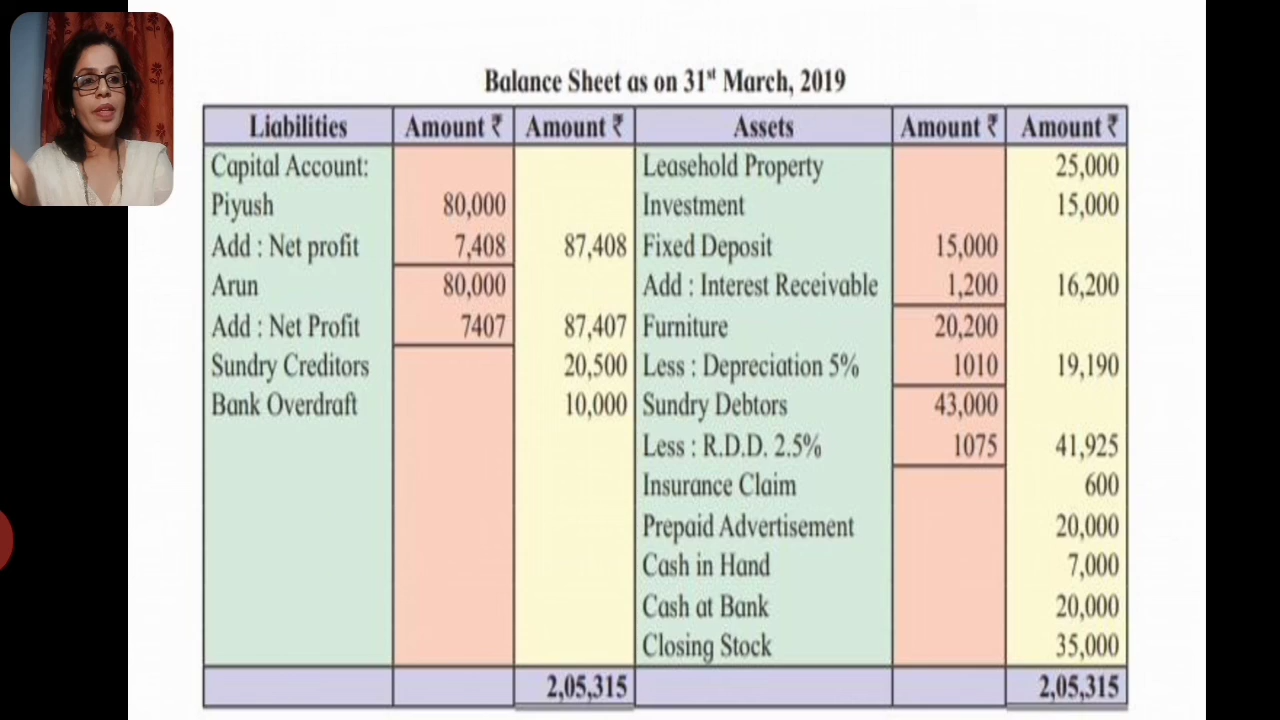 Balance Sheet as on 31st March, 2019
Liabilities Amount ₹ Amount ₹ Assets Amount ₹ Amount ₹
Capital Account: Leasehold Property 25,000
Piyush 80,000 Investment 15,000
Add : Net profit 7,408 87,408 Fixed Deposit 15,000
Arun 80,000 Add : Interest Receivable 1,200 16,200
Add : Net Profit 7407 87,407 Furniture 20,200
Sundry Creditors 20,500 Less : Depreciation 5% 1010 19,190
Bank Overdraft 10,000 Sundry Debtors 43,000
Less : R.D.D. 2.5% 1075 41,925
Insurance Claim 600
Prepaid Advertisement 20,000
Cash in Hand 7,000
Cash at Bank 20,000
Closing Stock 35,000
2,05,315 2,05,315